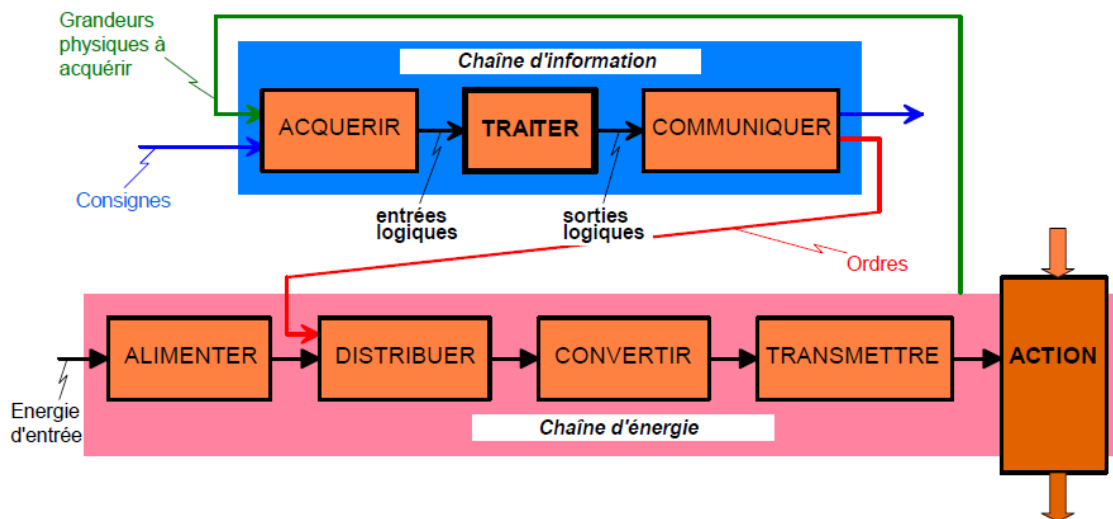 Grandeurs
physiques à
acquérir
Chaîne d'information
ACQUERIR
TRAITER
COMMUNIQUER
Consignes
entrées
logiques
sorties
logiques
Ordres
ALIMENTER
DISTRIBUER
CONVERTIR
TRANSMETTRE
ACTION
Energie
d'entrée
Chaîne d'énergie